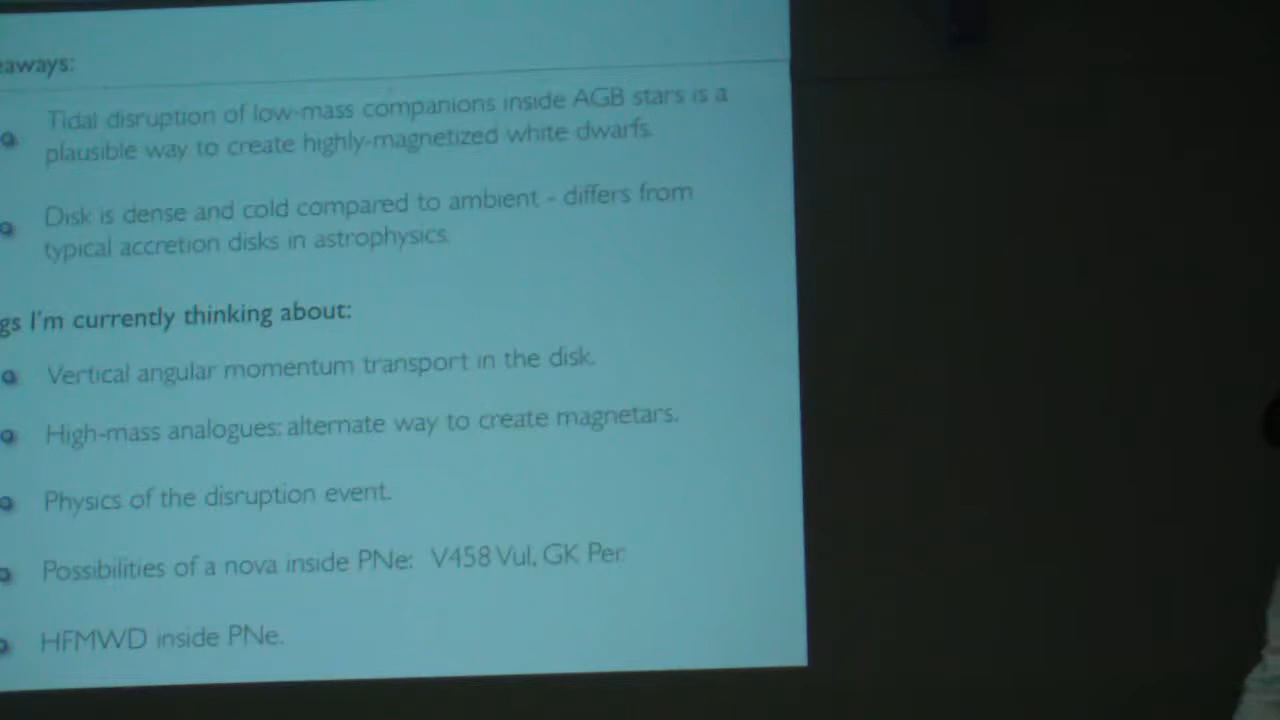 eaways:
Tidal disruption of low-mass companions inside AGB stars is a
plausible way to create highly-magnetized white dwarfs.
Disk is dense and cold compared to ambient - differs from
typical accretion disks in astrophysics.
gs I'm currently thinking about:
Vertical angular momentum transport in the disk.
High-mass analogues: alternate way to create magnetars.
Physics of the disruption event.
Possibilities of a nova inside PNe: V458 Vul, GK Per.
HFMWD inside PNe.